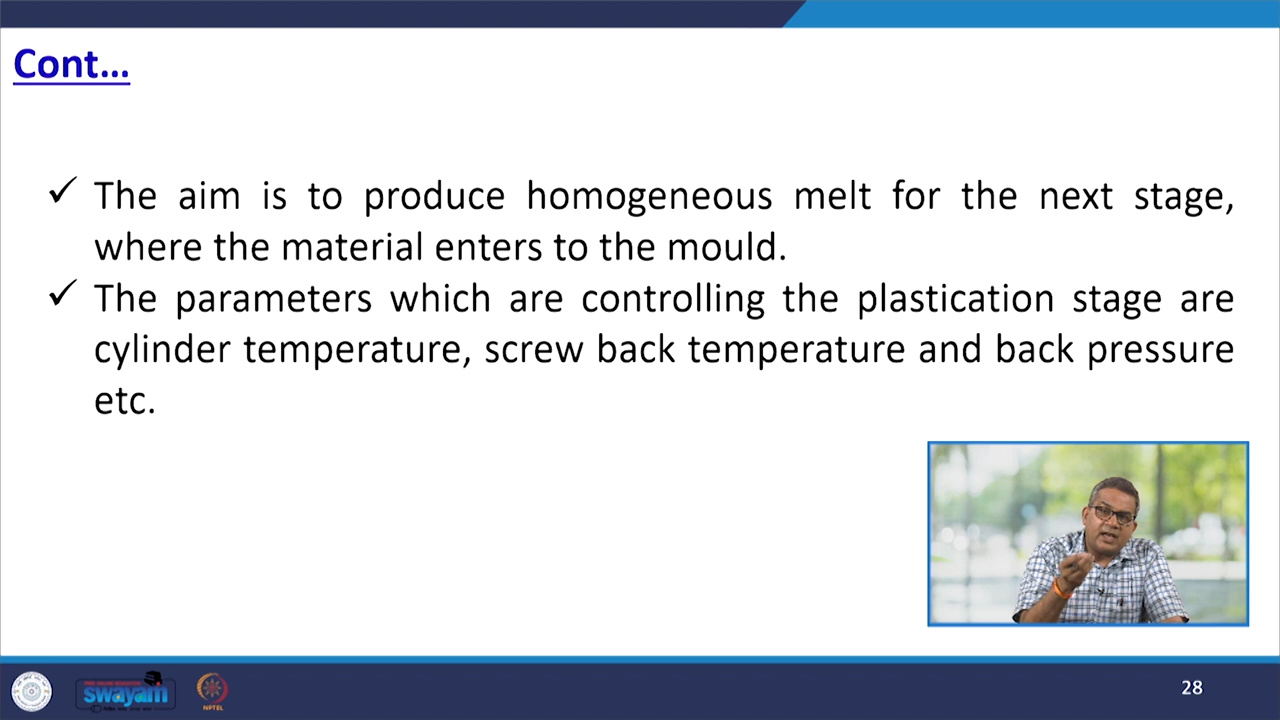 Cont...
✓ The aim is to produce homogeneous melt for the next stage,
where the material enters to the mould.
✓ The parameters which are controlling the plastication stage are
cylinder temperature, screw back temperature and back pressure
etc.
swayam
NPTEL
28